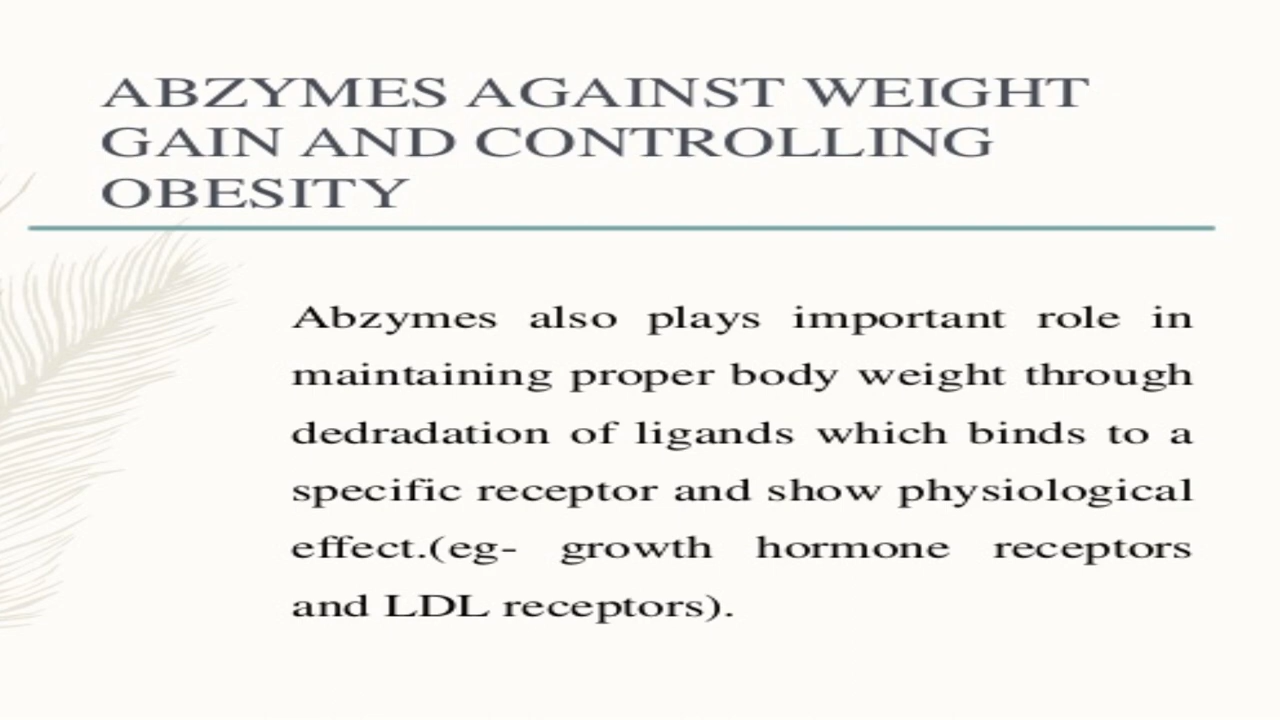 ABZYMES AGAINST WEIGHT
GAIN AND CONTROLLING
OBESITY
Abzymes also plays important role in
maintaining proper body weight through
dedradation of ligands which binds to a
specific receptor and show physiological
effect.(eg- growth hormone receptors
and LDL receptors).